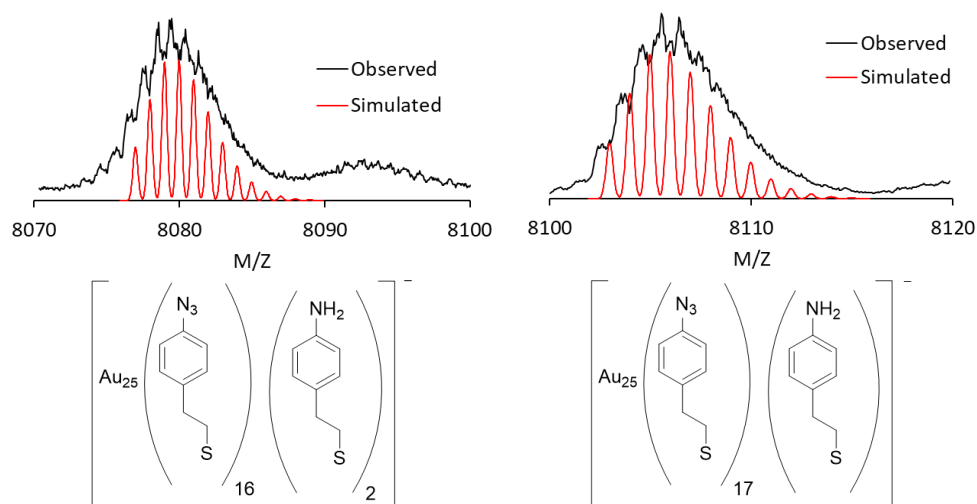 Observed
Simulated
8070 8080 8090 8100
M/Z
Observed
Simulated
8100 8110 8120
M/Z
N3
NH2
Au25
S
S
16
2
-
N3
NH2
Au25
S
S
17
-